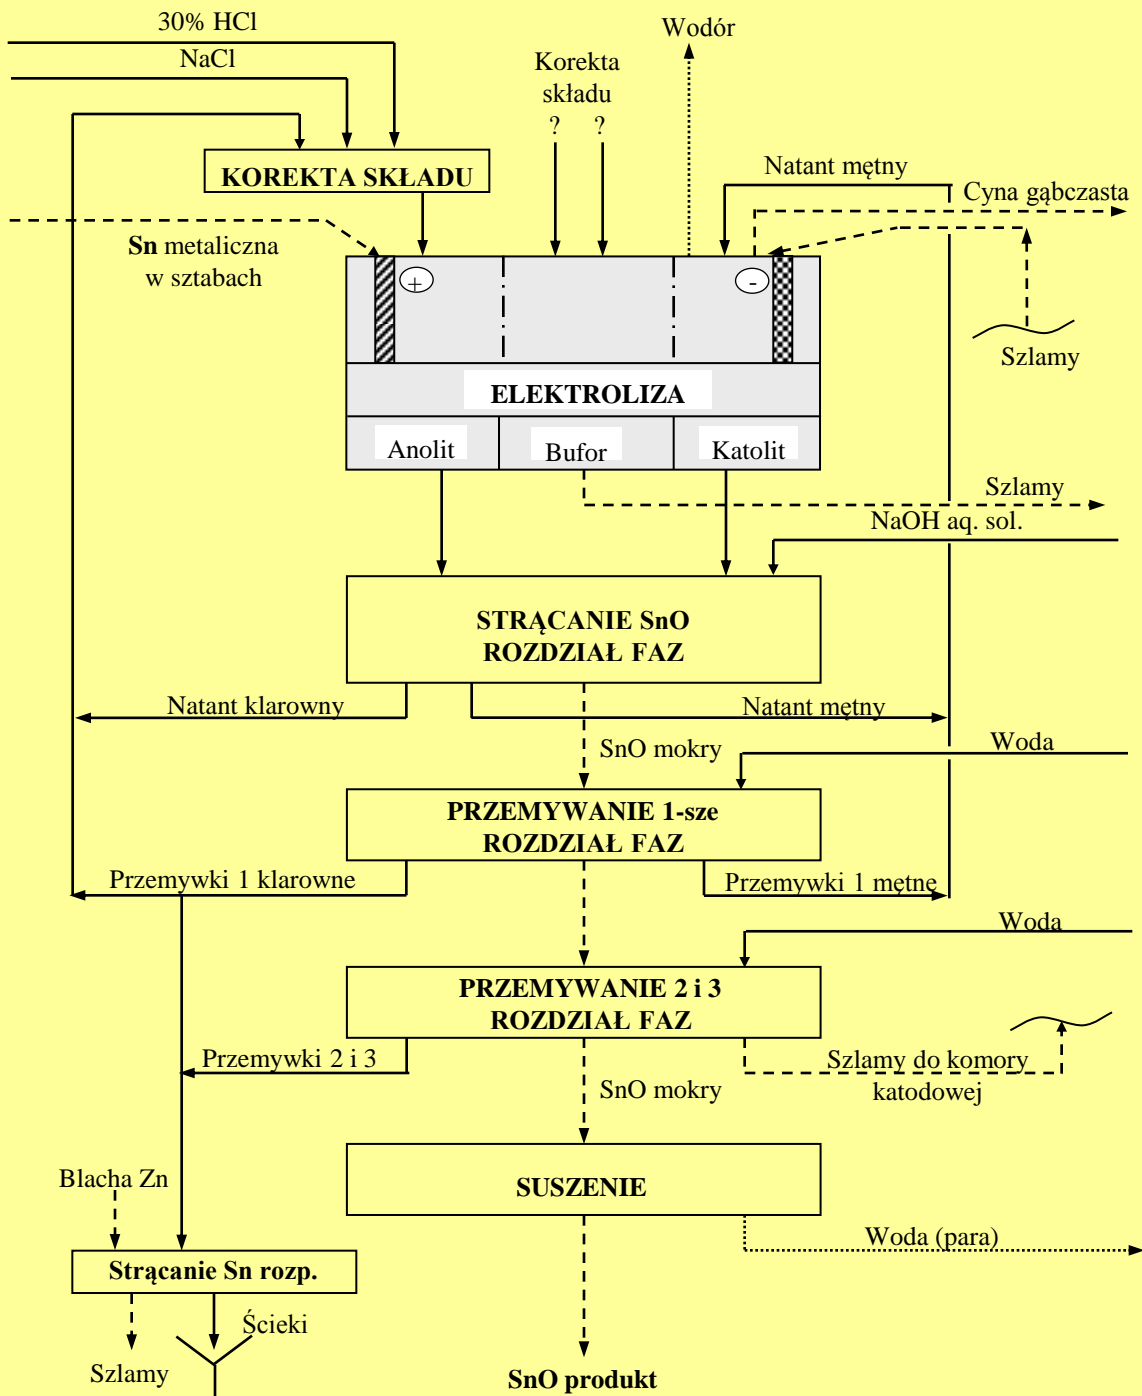 30% HCl
Wodór
NaCl
Korekta
składu
? ?
KOREKTA SKŁADU
Natant mętny
Cyna gąbczasta
Sn metaliczna
w sztabach
+
-
Szlamy
ELEKTROLIZA
Anolit
Bufor
Katolit
Szlamy
NaOH aq. sol.
STRĄCANIE SnO
ROZDZIAŁ FAZ
Natant klarowny
Natant mętny
SnO mokry
Woda
PRZEMYWANIE 1-sze
ROZDZIAŁ FAZ
Przemywki 1 klarowne
Przemywki 1 mętne
Woda
PRZEMYWANIE 2 i 3
ROZDZIAŁ FAZ
Przemywki 2 i 3
SnO mokry
Szlamy do komory
katodowej
Blacha Zn
SUSZENIE
Woda (para)
Strącanie Sn rozp.
Ścieki
Szlamy
SnO produkt